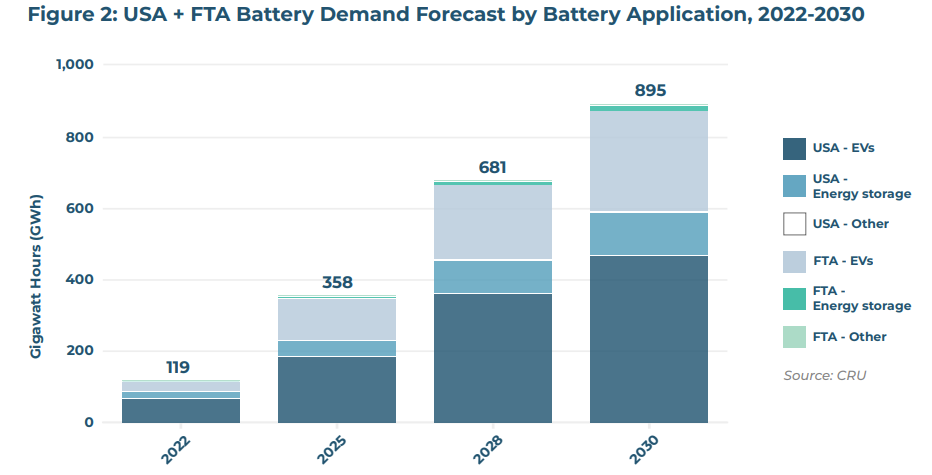 Figure 2: USA + FTA Battery Demand Forecast by Battery Application, 2022-2030
Gigawatt Hours (GWh)
1,000
800
600
400
200
0
119
358
681
895
2022
2025
2028
2030
USA - EVs
USA -
Energy storage
USA - Other
FTA - EVs
FTA -
Energy storage
FTA - Other
Source: CRU